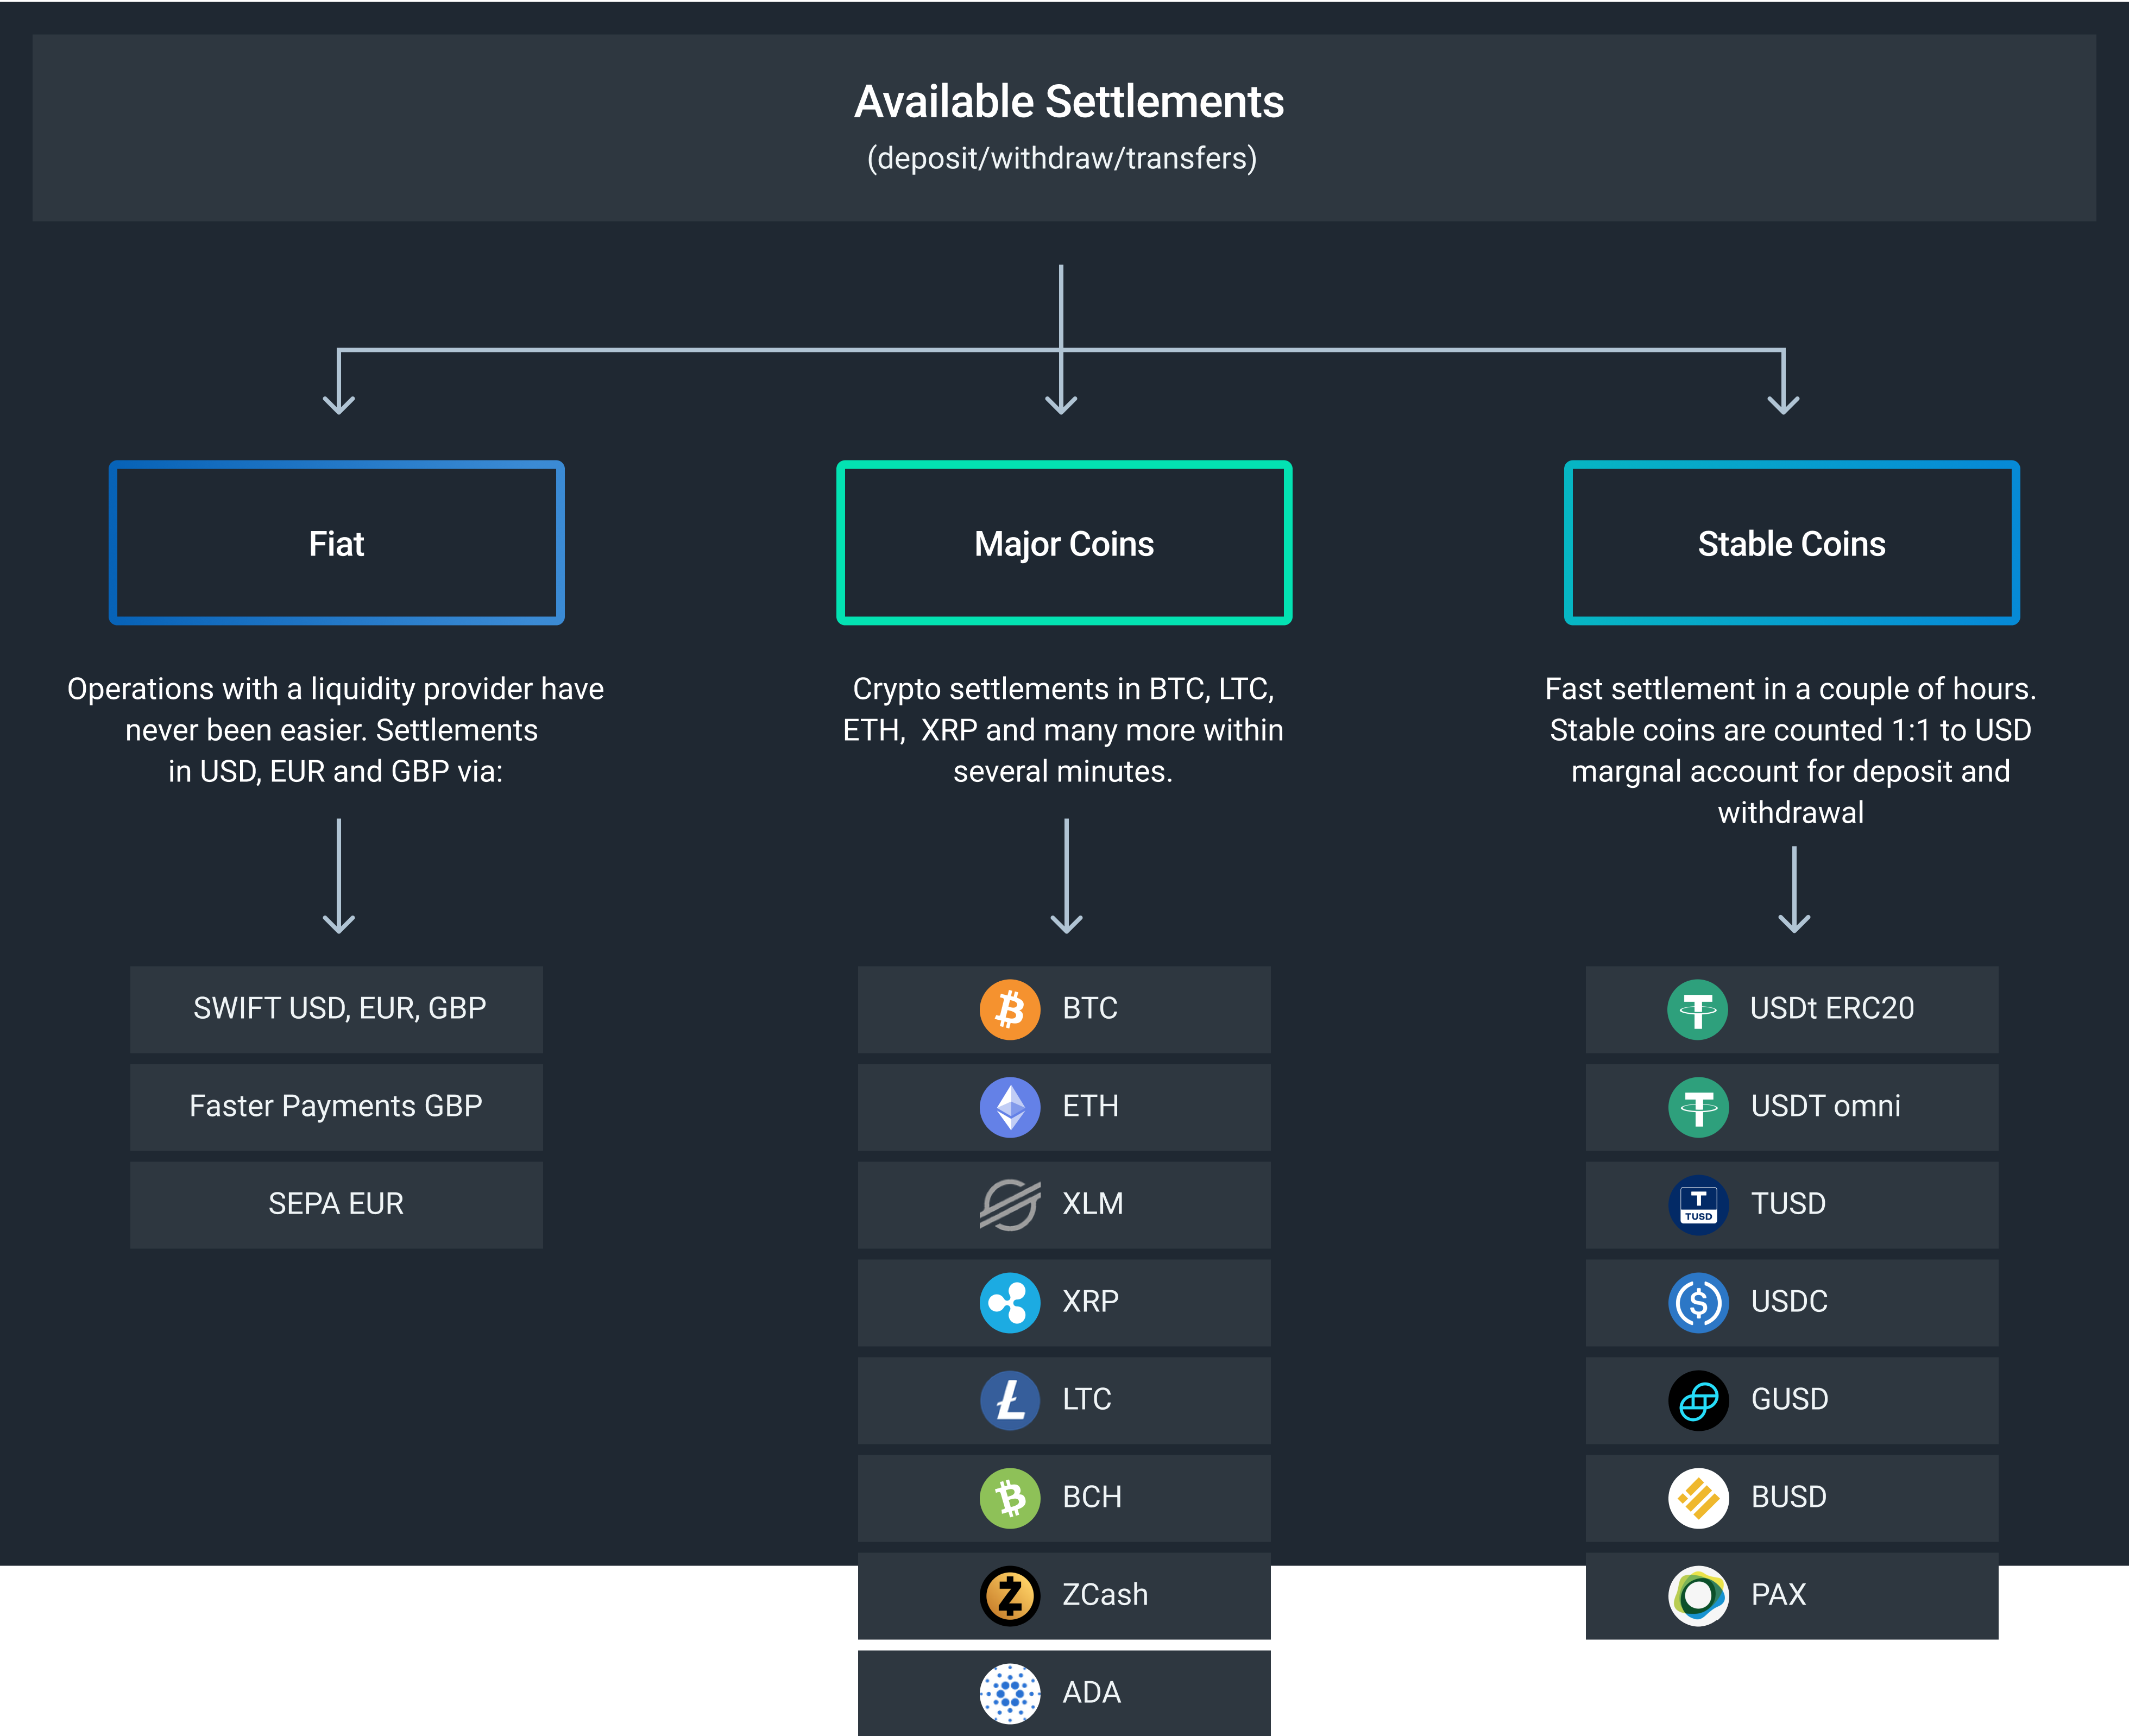 Available Settlements
(deposit/withdraw/transfers)
Fiat
Operations with a liquidity provider have
never been easier. Settlements
in USD, EUR and GBP via:
SWIFT USD, EUR, GBP
Faster Payments GBP
SEPA EUR
Major Coins
Crypto settlements in BTC, LTC,
ETH,  XRP and many more within
several minutes.
BTC
ETH
XLM
XRP
LTC
BCH
ZCash
ADA
Stable Coins
Fast settlement in a couple of hours.
Stable coins are counted 1:1 to USD
margnal account for deposit and
withdrawal
USDt ERC20
USDT omni
TUSD
TUSD
USDC
GUSD
BUSD
PAX